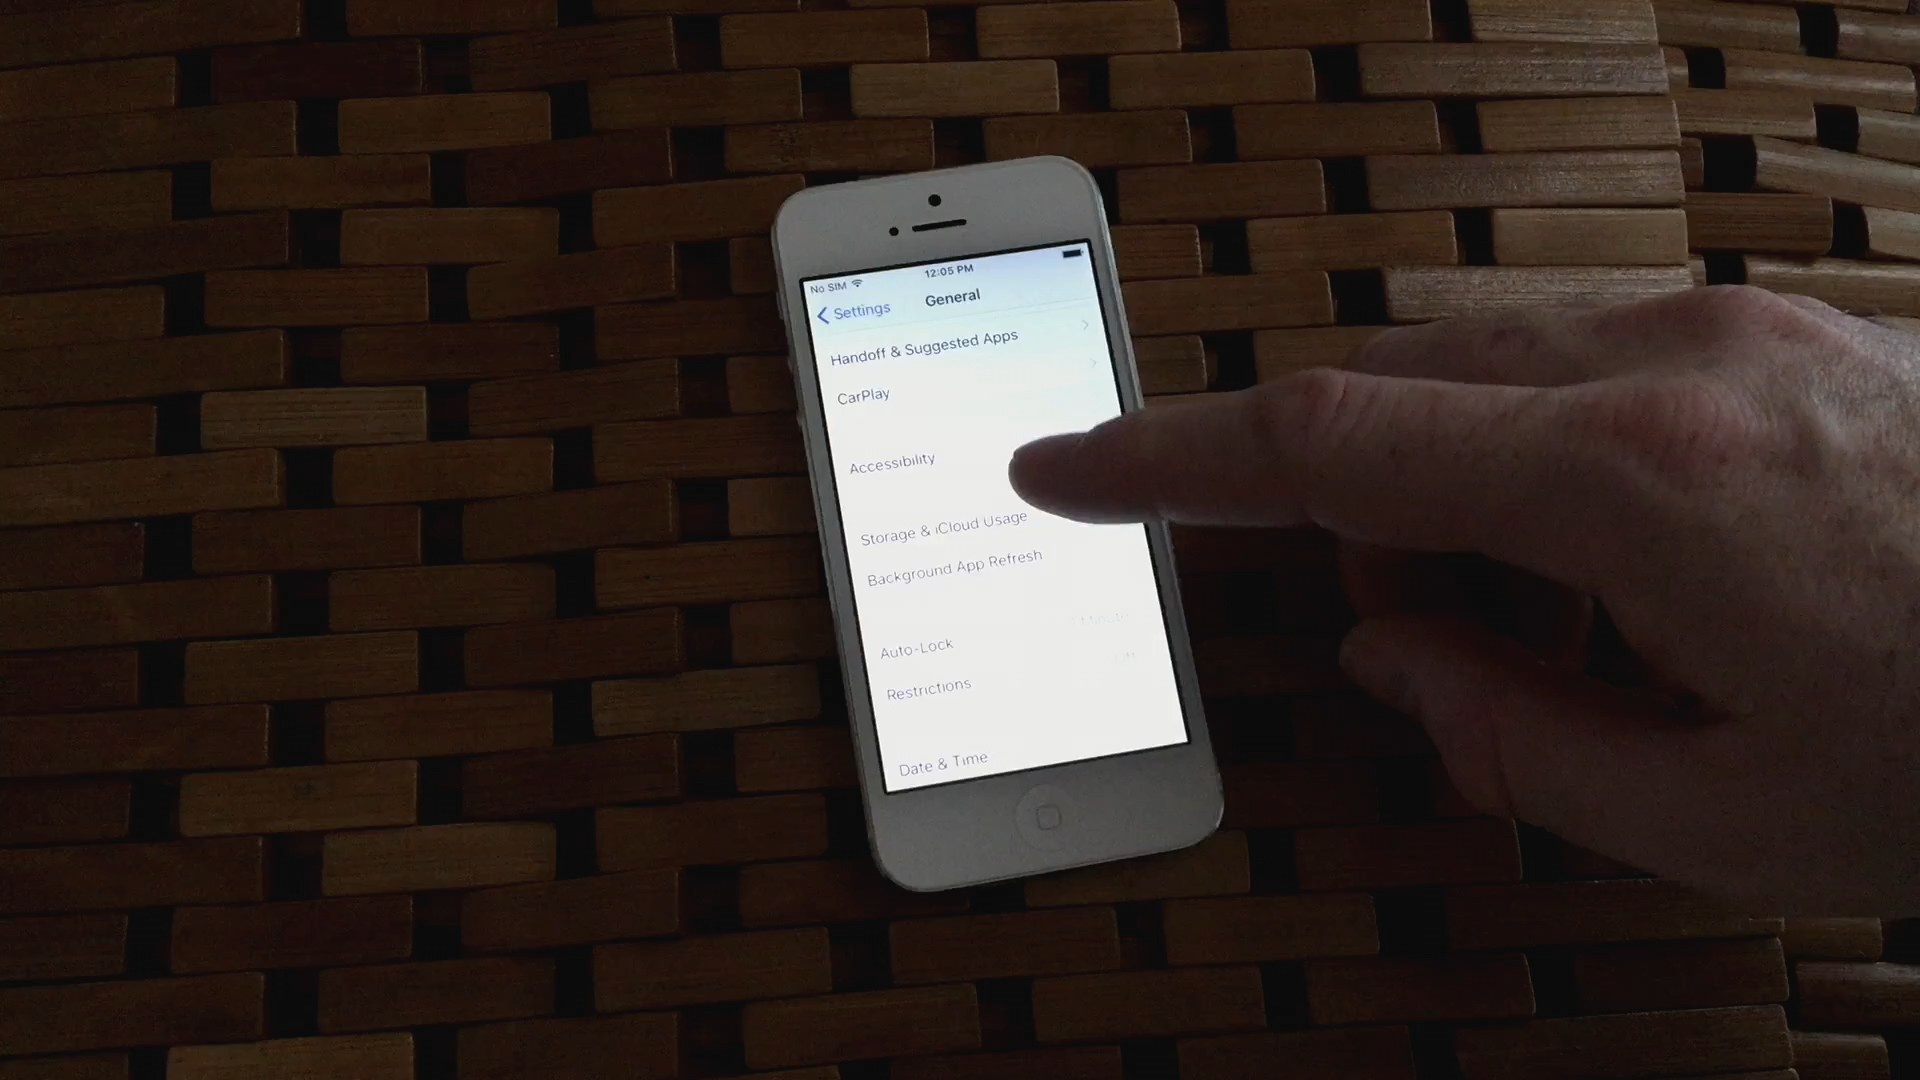 No SIM 12:05 PM
Settings General
Handoff & Suggested Apps
CarPlay
Accessibility
Storage & iCloud Usage
Background App Refresh
Auto-Lock
Restrictions
Date & Time